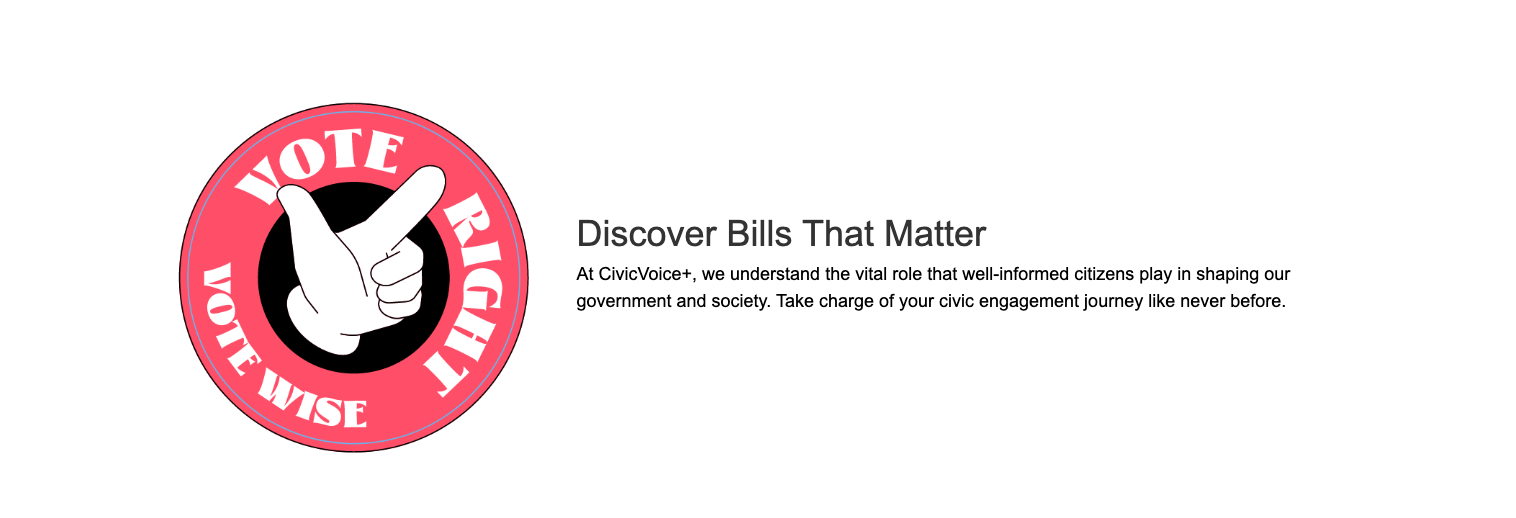 VOTE RIGHT
VOTE WISE
Discover Bills That Matter
At CivicVoice+, we understand the vital role that well-informed citizens play in shaping our
government and society. Take charge of your civic engagement journey like never before.